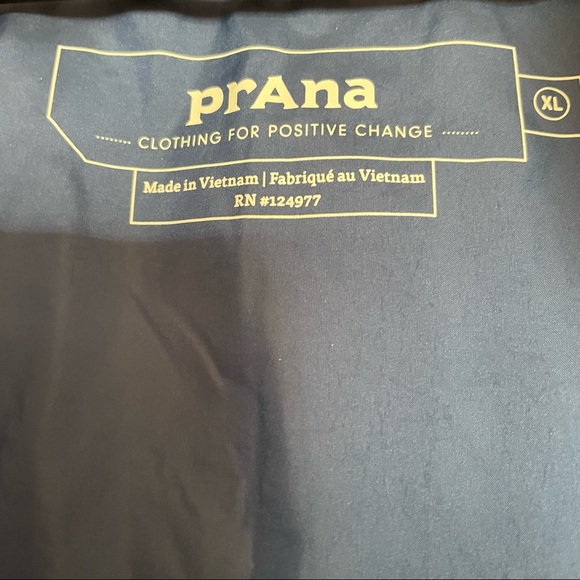 prAna
CLOTHING FOR POSITIVE CHANGE
XL
Made in Vietnam | Fabriqué au Vietnam
RN #124977